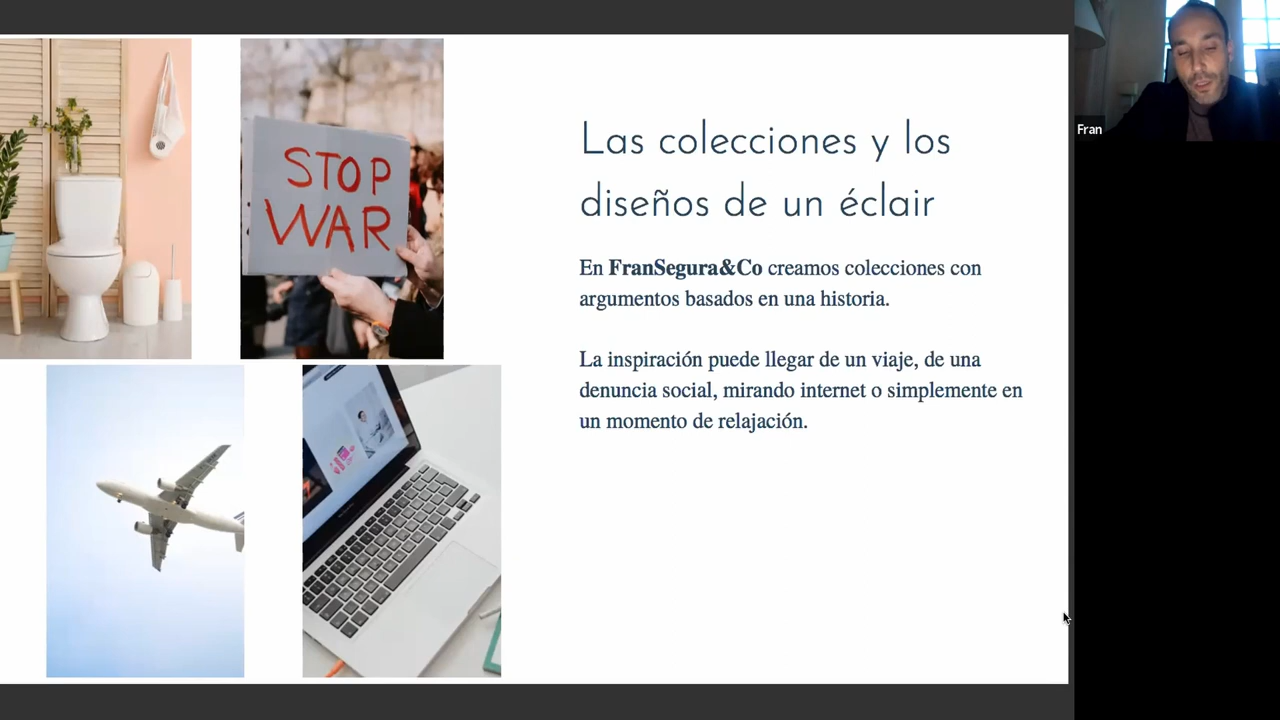 STOP
WAR
Las colecciones y los
diseños de un éclair
En FranSegura&Co creamos colecciones con
argumentos basados en una historia.
La inspiración puede llegar de un viaje, de una
denuncia social, mirando internet o simplemente en
un momento de relajación.
Fran